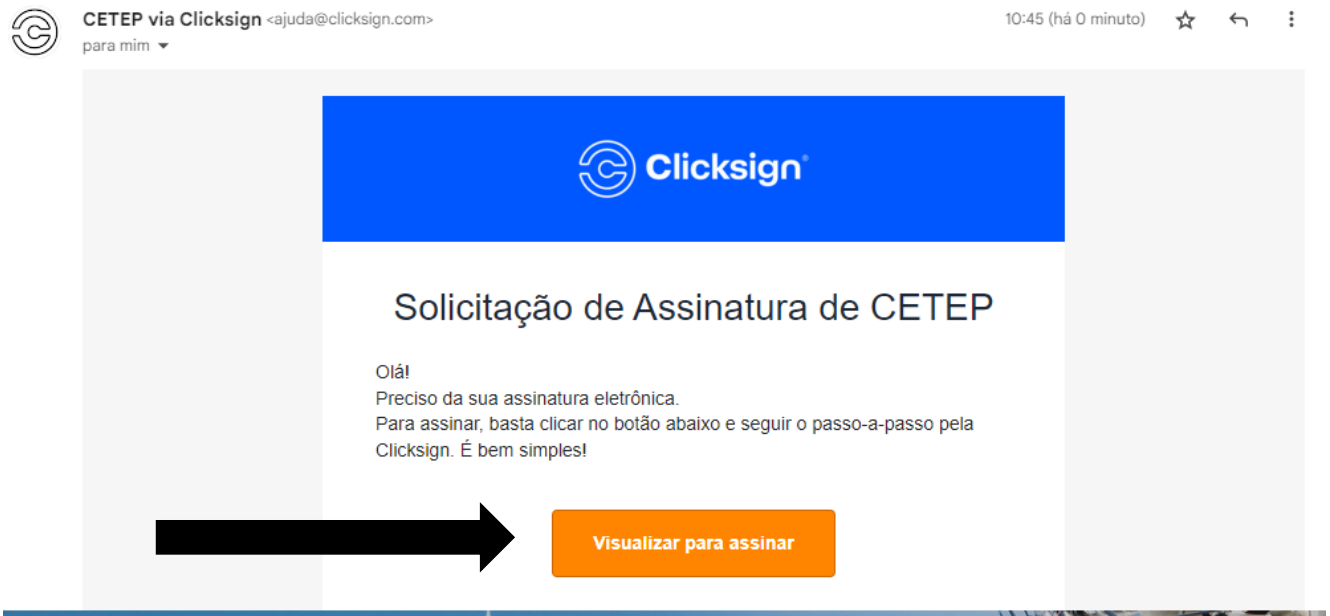 CETEP via Clicksign <ajuda@clicksign.com>
10:45 (há 0 minuto)
para mim
Clicksign®
Solicitação de Assinatura de CETEP
Olá!
Preciso da sua assinatura eletrônica.
Para assinar, basta clicar no botão abaixo e seguir o passo-a-passo pela
Clicksign. É bem simples!
Visualizar para assinar